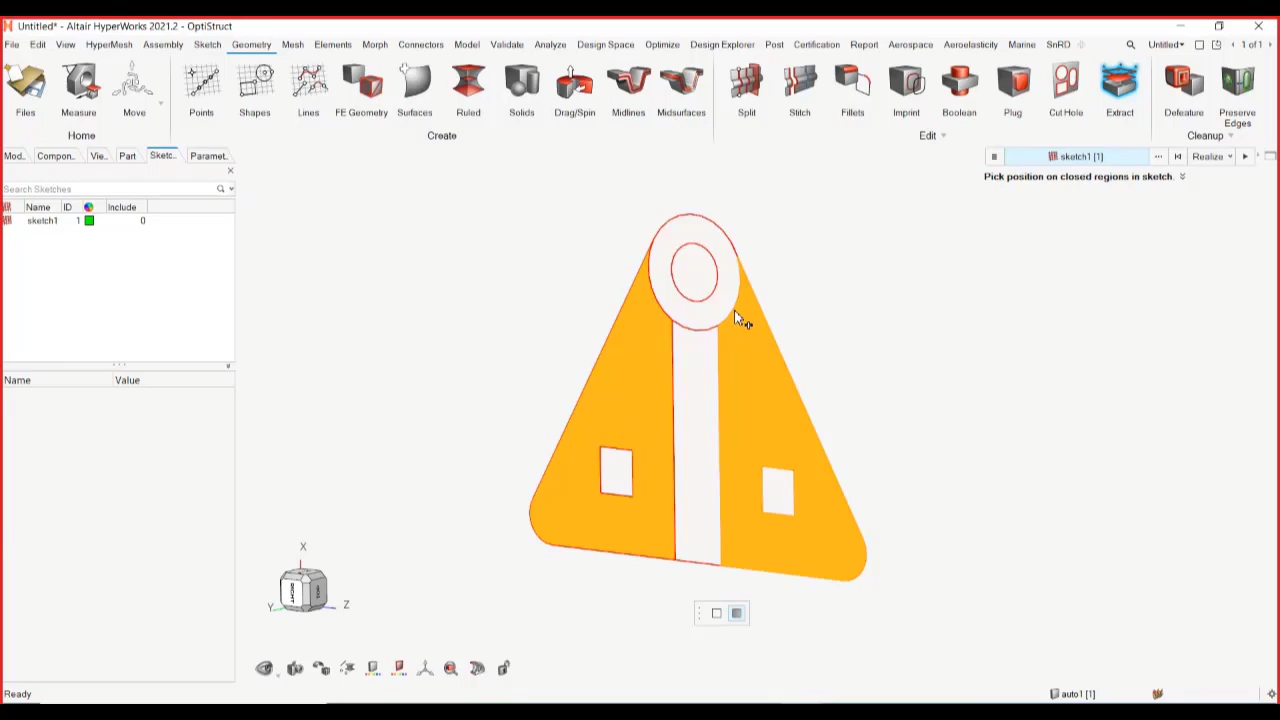 Untitled* - Altair HyperWorks 2021.2 - OptiStruct
File Edit View HyperMesh Assembly Sketch Geometry Mesh Elements Morph Connectors Model Validate Analyze Design Space Optimize Design Explorer Post Certification Report Aerospace Aeroelasticity Marine SnRD Untitled 1 of 1
Files Measure Move Points Shapes Lines FE Geometry Surfaces Ruled Solids Drag/Spin Midlines Midsurfaces Split Stitch Fillets Imprint Boolean Plug Cut Hole Extract Defeature Preserve
Edges
Home Create Edit Cleanup
Mod... Compon... Vie... Part Sketc... Paramet... sketch1 [1] ... Realize
Pick position on closed regions in sketch.
Search Sketches
Name ID Include
sketch1 1 0
Name Value
X
Y Z
RIGHT
Ready auto1 [1]